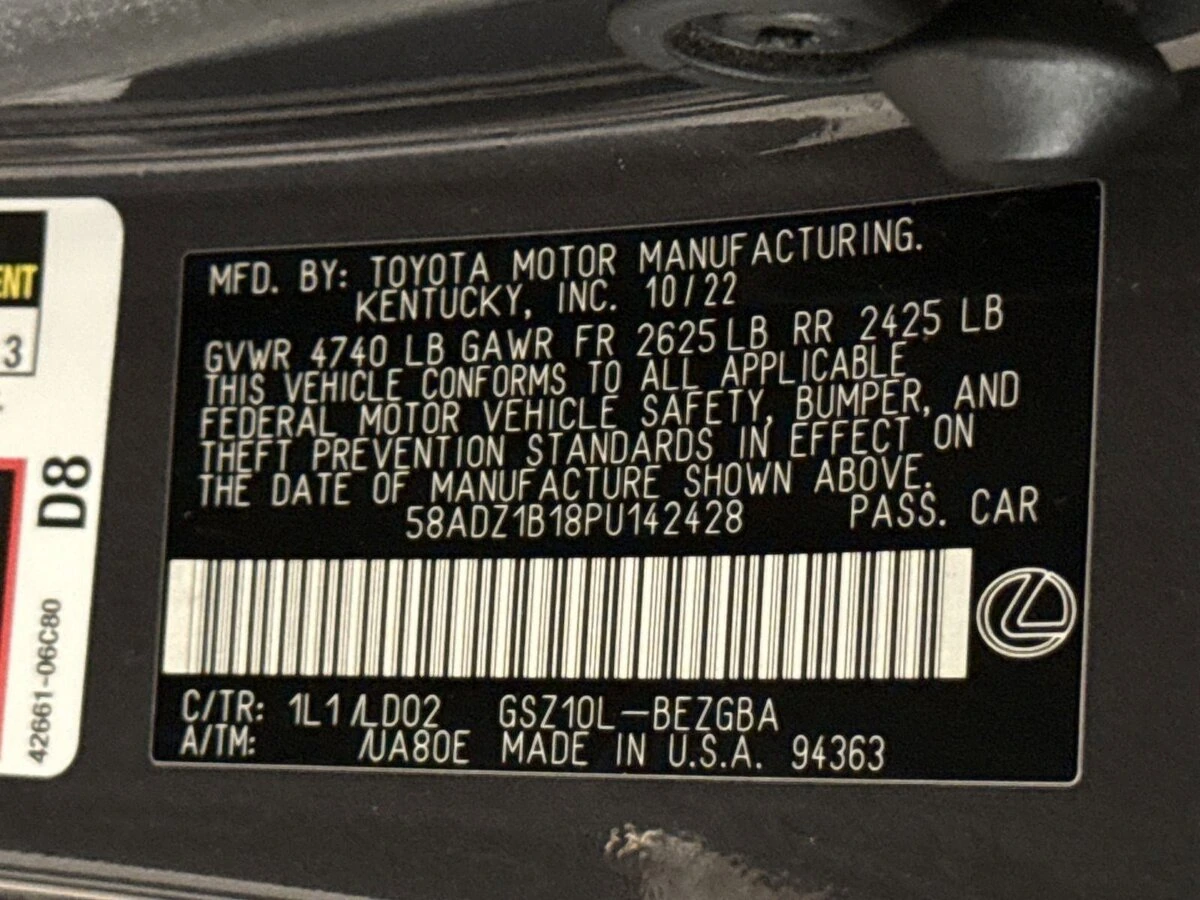 ENT
3
D8
42661-06C80
MFD. BY: TOYOTA MOTOR MANUFACTURING.
KENTUCKY, INC. 10/22
GVWR 4740 LB GAWR FR 2625 LB RR 2425 LB
THIS VEHICLE CONFORMS TO ALL APPLICABLE
FEDERAL MOTOR VEHICLE SAFETY, BUMPER, AND
THEFT PREVENTION STANDARDS IN EFFECT ON
THE DATE OF MANUFACTURE SHOWN ABOVE.
58ADZ1B18PU142428 PASS. CAR
C/TR: 1L1 /LD02 GSZ10L-BEZGBA
A/TM: /UA80E MADE IN U.S.A. 94363